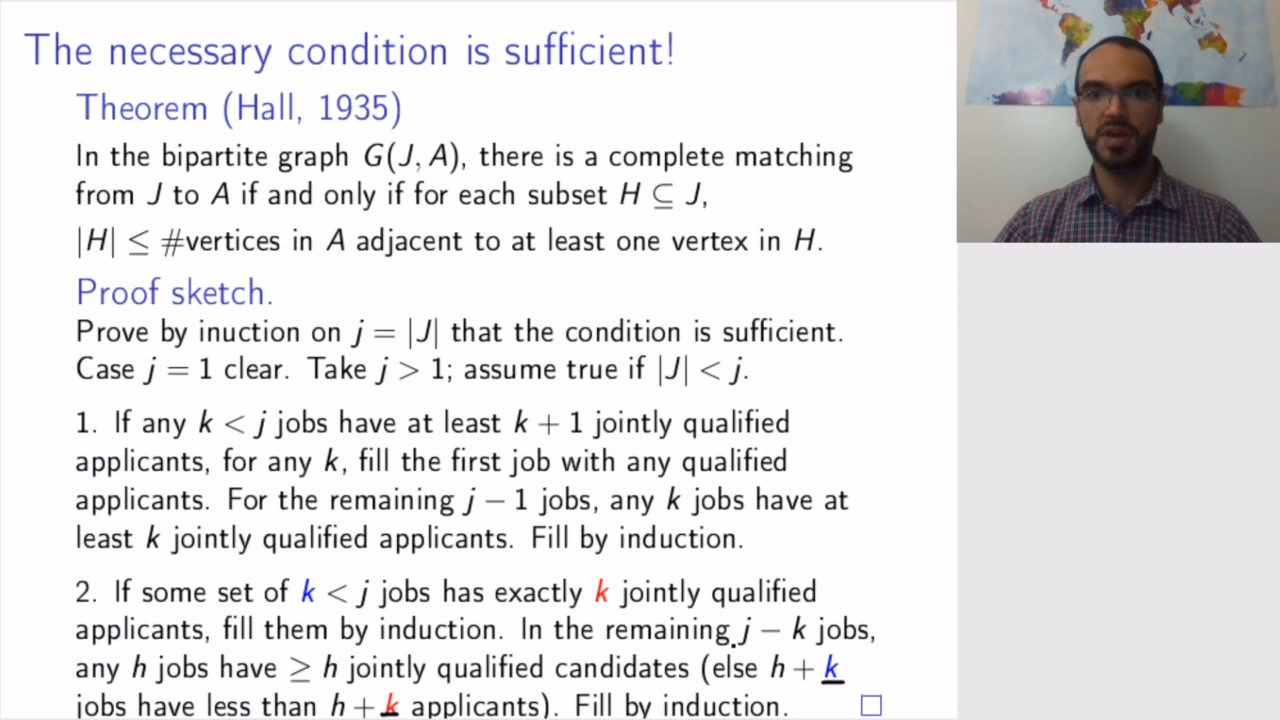 The necessary condition is sufficient!
Theorem (Hall, 1935)
In the bipartite graph G(J, A), there is a complete matching
from J to A if and only if for each subset H ⊆ J,
|H| ≤ #vertices in A adjacent to at least one vertex in H.
Proof sketch.
Prove by inuction on j = |J| that the condition is sufficient.
Case j = 1 clear. Take j > 1; assume true if |J| < j.
1. If any k < j jobs have at least k + 1 jointly qualified
applicants, for any k, fill the first job with any qualified
applicants. For the remaining j − 1 jobs, any k jobs have at
least k jointly qualified applicants. Fill by induction.
2. If some set of k < j jobs has exactly k jointly qualified
applicants, fill them by induction. In the remaining j − k jobs,
any h jobs have ≥ h jointly qualified candidates (else h + k
jobs have less than h + k applicants). Fill by induction. □